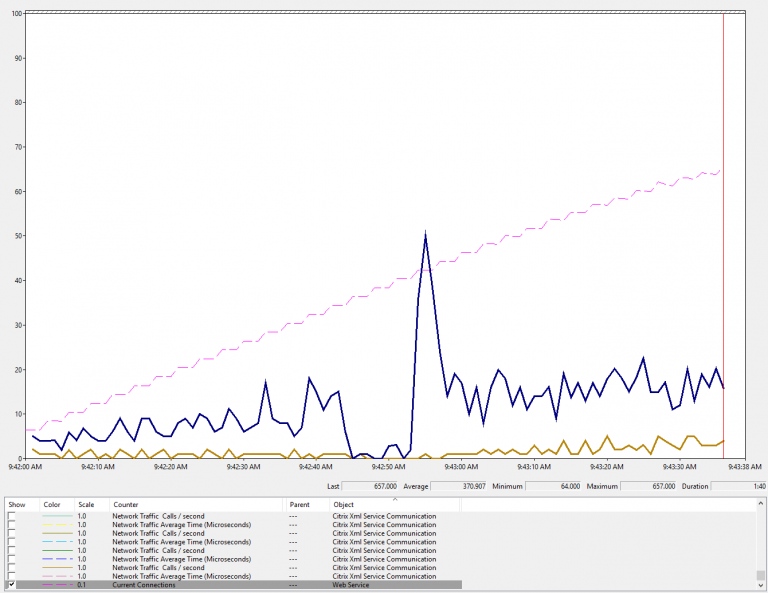 100
90
80
70
60
50
40
30
20
10
0
9:42:00 AM 9:42:10 AM 9:42:20 AM 9:42:30 AM 9:42:40 AM 9:42:50 AM 9:43:00 AM 9:43:10 AM 9:43:20 AM 9:43:30 AM 9:43:38 AM
Last 657.000 Average 370.907 Minimum 64.000 Maximum 657.000 Duration 1:40
Show Color Scale Counter Parent Object
1.0 Network Traffic Calls / second --- Citrix Xml Service Communication
1.0 Network Traffic Average Time (Microseconds) --- Citrix Xml Service Communication
1.0 Network Traffic Calls / second --- Citrix Xml Service Communication
1.0 Network Traffic Average Time (Microseconds) --- Citrix Xml Service Communication
1.0 Network Traffic Calls / second --- Citrix Xml Service Communication
1.0 Network Traffic Average Time (Microseconds) --- Citrix Xml Service Communication
1.0 Network Traffic Calls / second --- Citrix Xml Service Communication
1.0 Network Traffic Average Time (Microseconds) --- Citrix Xml Service Communication
0.1 Current Connections --- Web Service